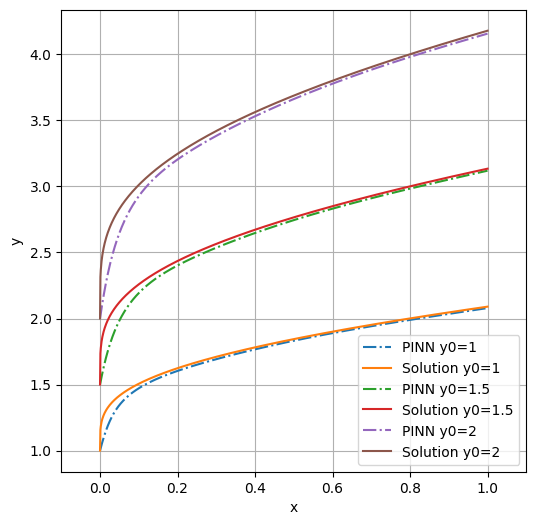 4.0
3.5
3.0
2.5
2.0
1.5
1.0
y
PINN y0=1
Solution y0=1
PINN y0=1.5
Solution y0=1.5
PINN y0=2
Solution y0=2
0.0 0.2 0.4 0.6 0.8 1.0
x